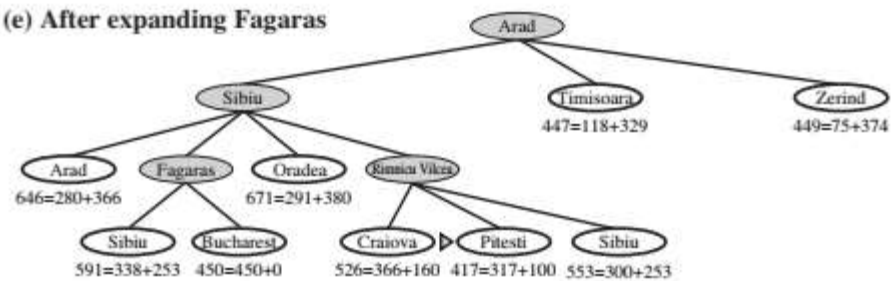 (e) After expanding Fagaras
Arad
Sibiu
Timisoara
Zerind
447=118+329
449=75+374
Arad
Fagaras
Oradea
Rimnicu Vilcea
646=280+366
671=291+380
Sibiu
Bucharest
Craiova
Pitesti
Sibiu
591=338+253
450=450+0
526=366+160
417=317+100
553=300+253